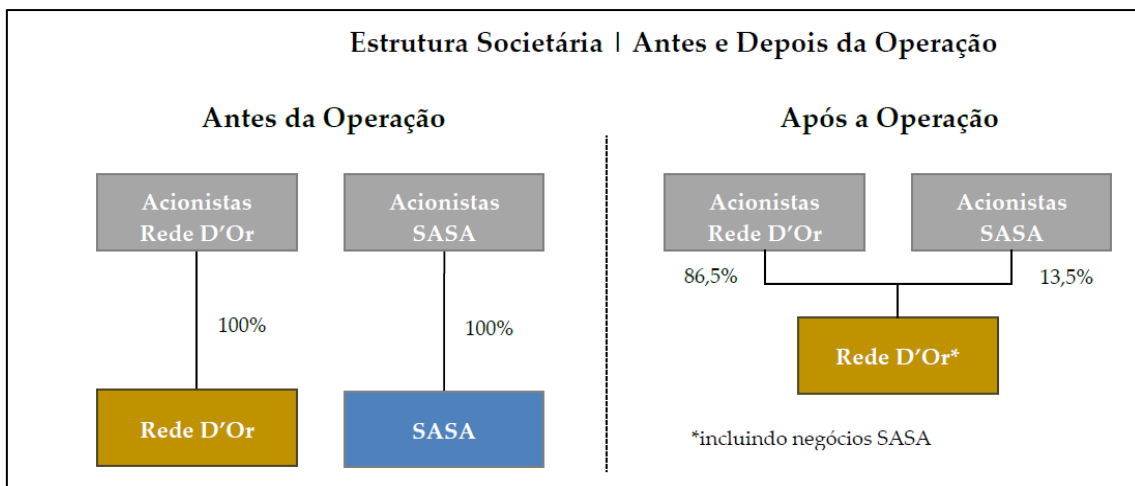 Estrutura Societária | Antes e Depois da Operação
Antes da Operação
Após a Operação
Acionistas
Rede D’Or
Acionistas
SASA
Acionistas
Rede D’Or
Acionistas
SASA
86,5%
13,5%
100%
100%
Rede D’Or*
Rede D’Or
SASA
*incluindo negócios SASA